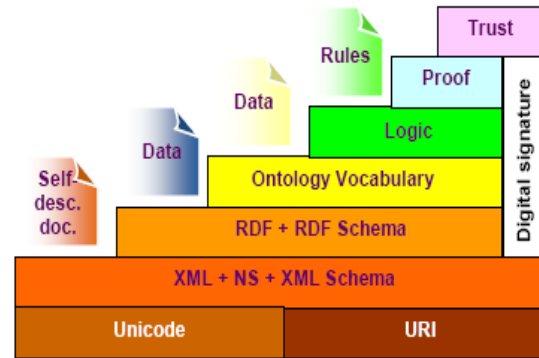 Trust
Rules
Proof
Data
Logic
Data
Ontology Vocabulary
Self-
desc.
doc.
RDF + RDF Schema
Digital signature
XML + NS + XML Schema
Unicode
URI